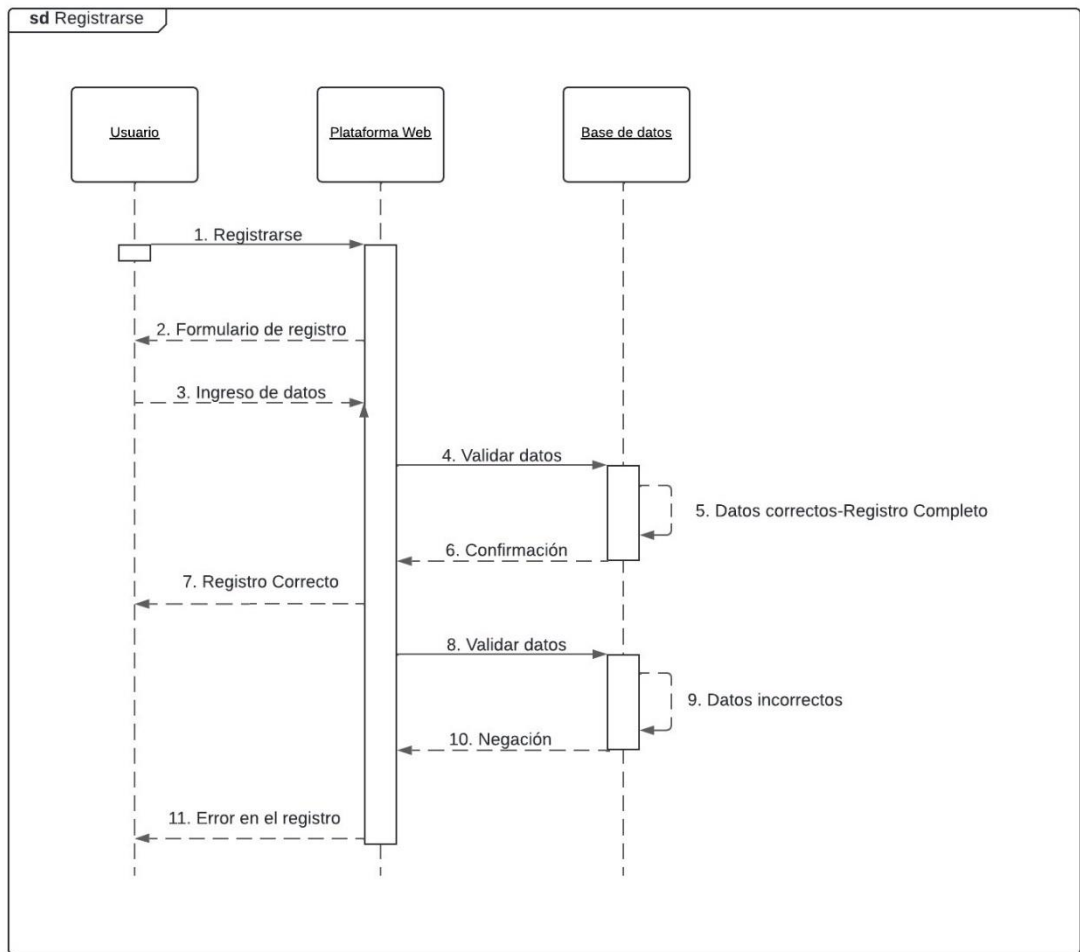 sd Registrarse
Usuario
Plataforma Web
Base de datos
1. Registrarse
2. Formulario de registro
3. Ingreso de datos
4. Validar datos
5. Datos correctos-Registro Completo
6. Confirmación
7. Registro Correcto
8. Validar datos
9. Datos incorrectos
10. Negación
11. Error en el registro